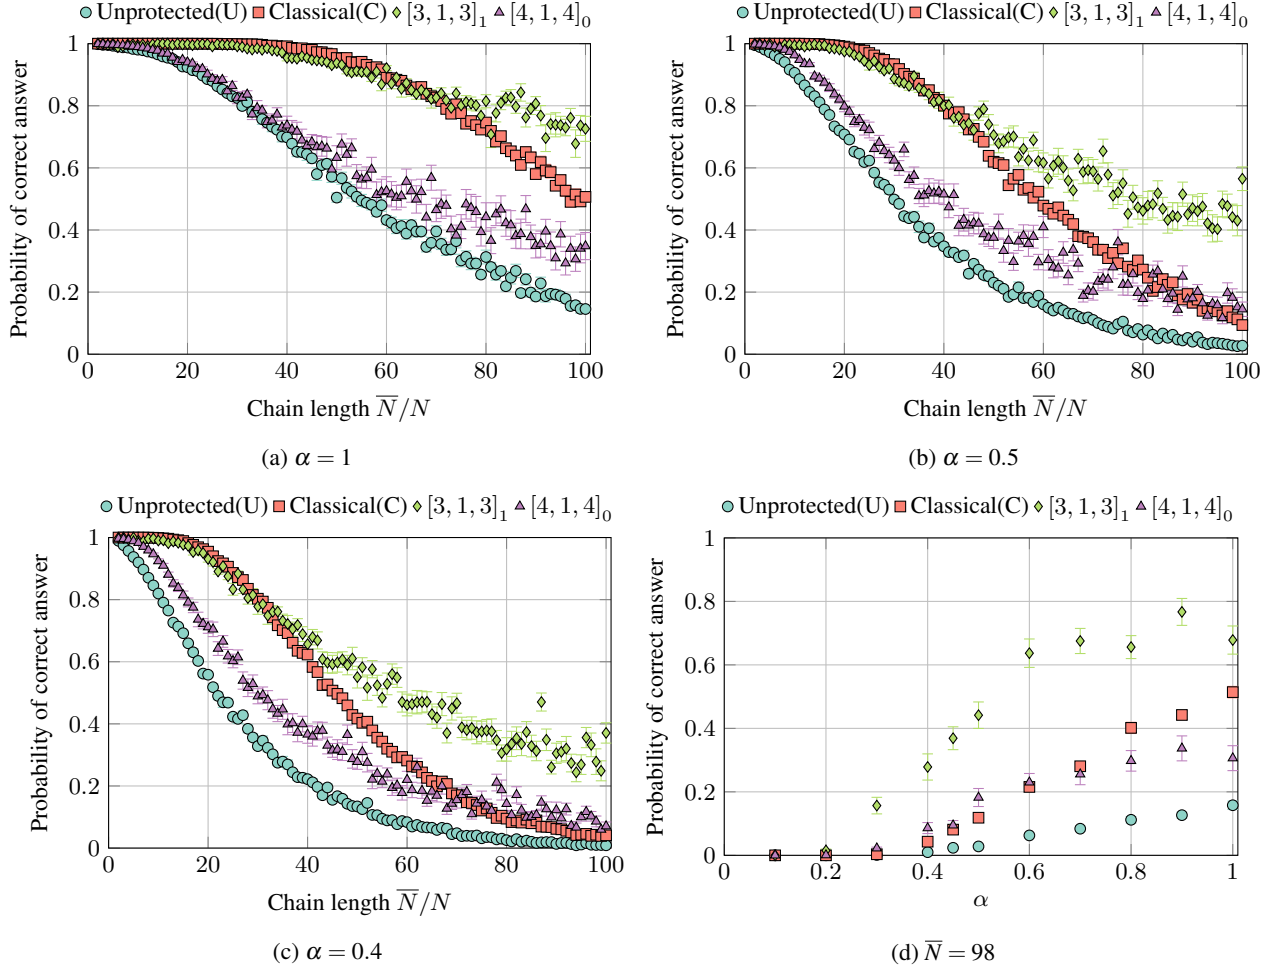 Unprotected(U) Classical(C) [3, 1, 3]₁ [4, 1, 4]₀
1
0.8
0.6
0.4
0.2
0
0 20 40 60 80 100
Probability of correct answer
Chain length N̅/N
(a) α = 1
Unprotected(U) Classical(C) [3, 1, 3]₁ [4, 1, 4]₀
1
0.8
0.6
0.4
0.2
0
0 20 40 60 80 100
Probability of correct answer
Chain length N̅/N
(b) α = 0.5
Unprotected(U) Classical(C) [3, 1, 3]₁ [4, 1, 4]₀
1
0.8
0.6
0.4
0.2
0
0 20 40 60 80 100
Probability of correct answer
Chain length N̅/N
(c) α = 0.4
Unprotected(U) Classical(C) [3, 1, 3]₁ [4, 1, 4]₀
1
0.8
0.6
0.4
0.2
0
0 0.2 0.4 0.6 0.8 1
Probability of correct answer
α
(d) N̅ = 98